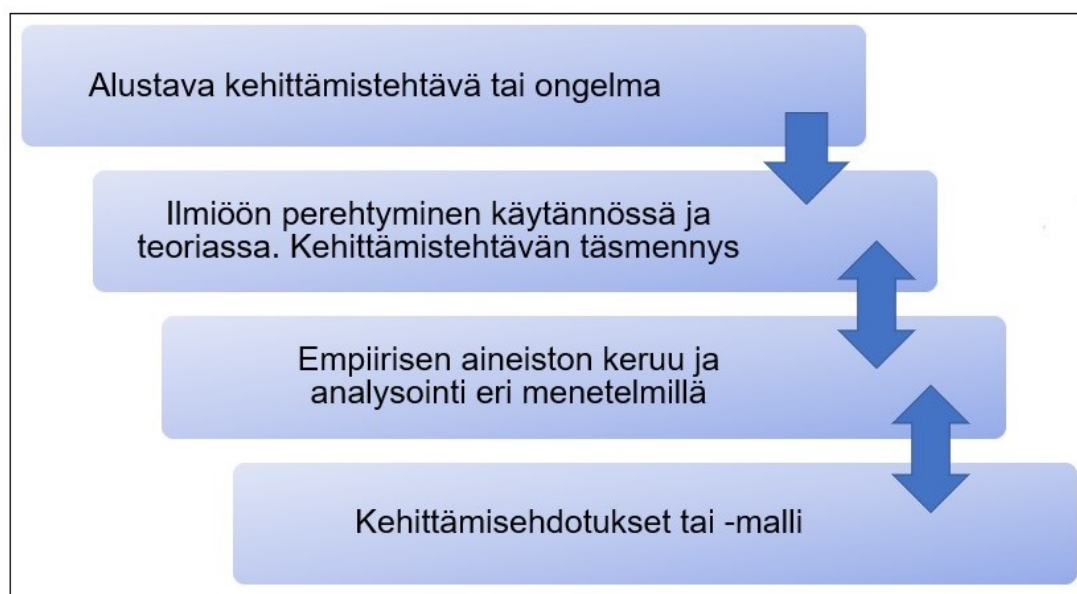 Alustava kehittämistehtävä tai ongelma
Ilmiöön perehtyminen käytännössä ja
teoriassa. Kehittämistehtävän täsmennys
Empiirisen aineiston keruu ja
analysointi eri menetelmillä
Kehittämisehdotukset tai -malli